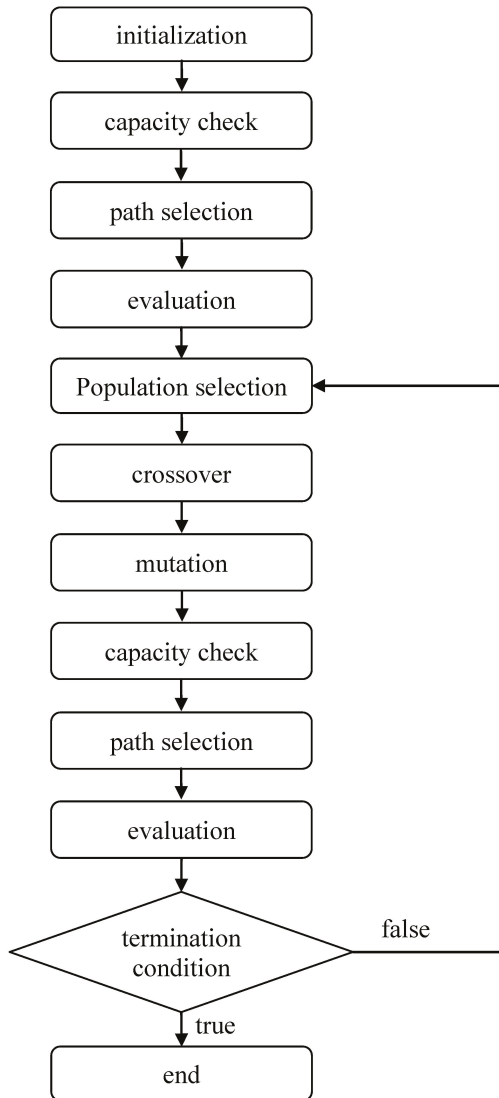 initialization
capacity check
path selection
evaluation
Population selection
crossover
mutation
capacity check
path selection
evaluation
termination
condition
false
true
end